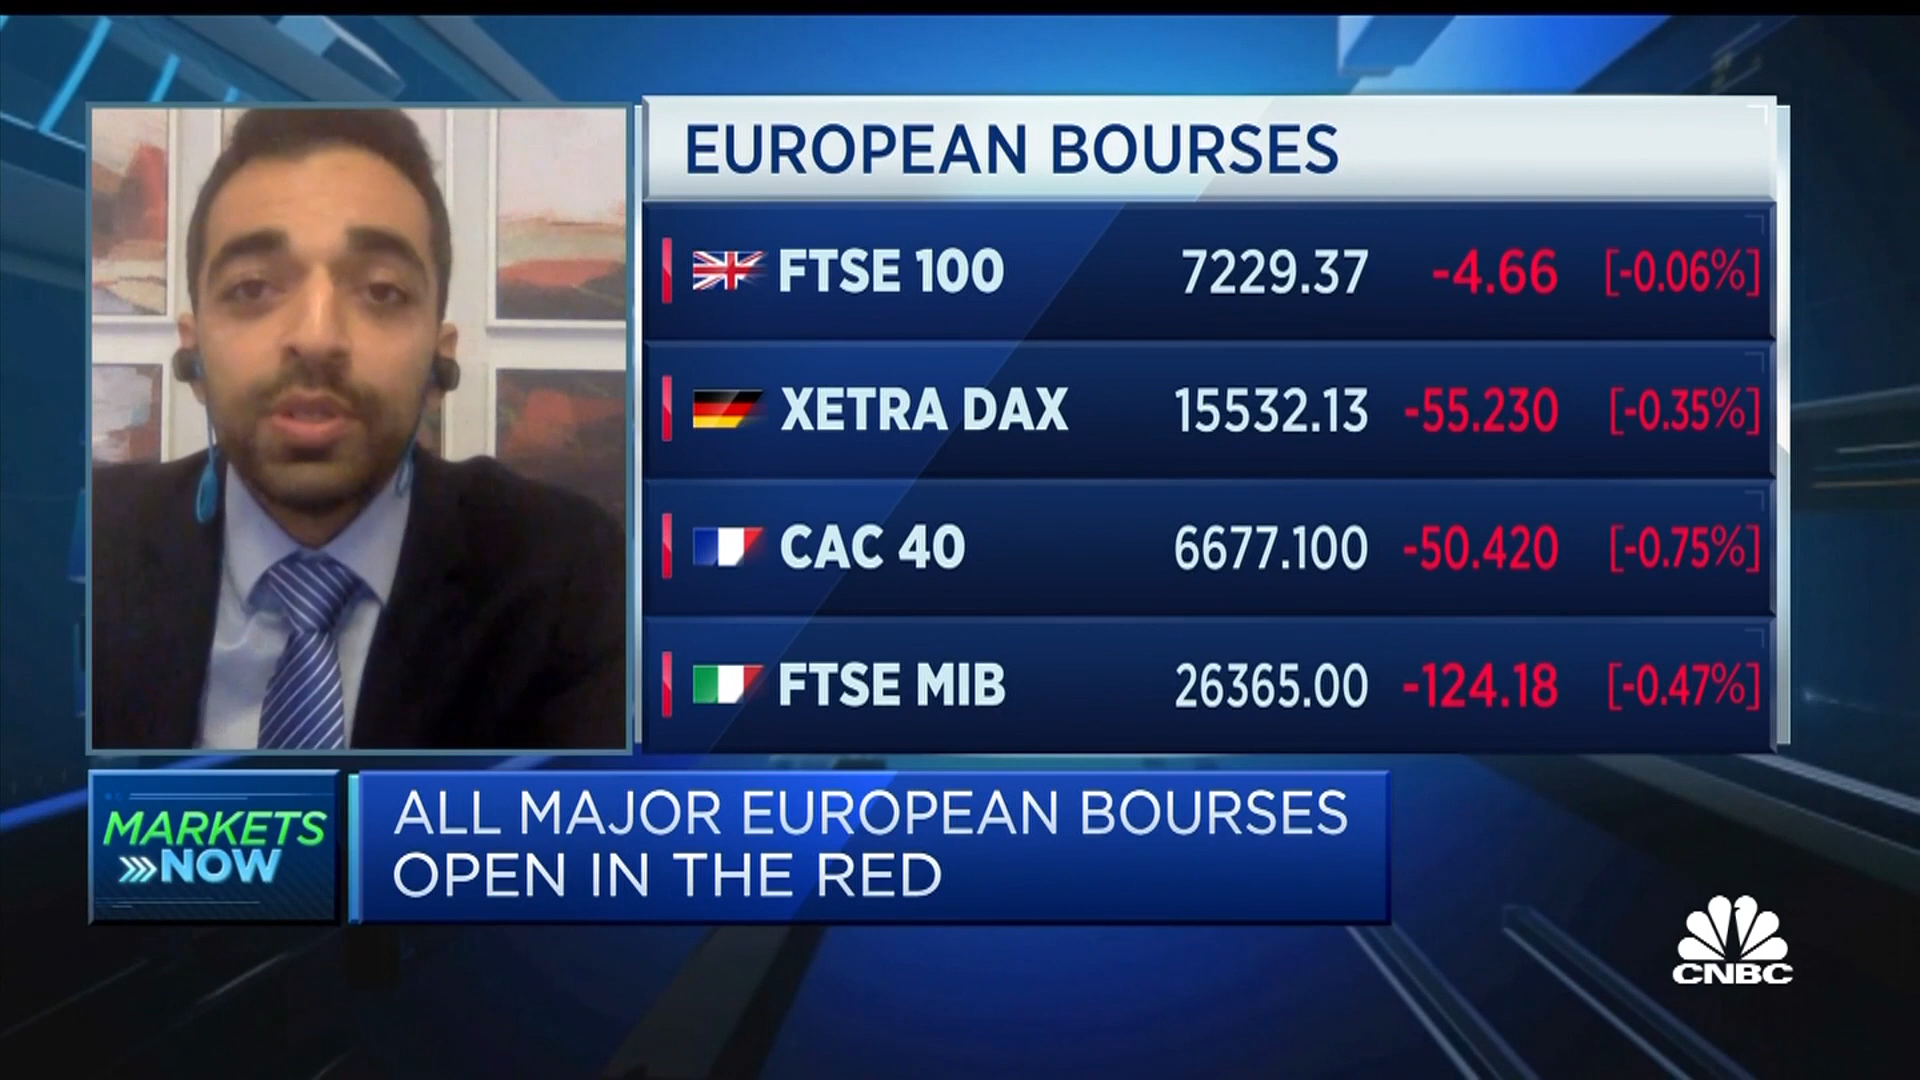 EUROPEAN BOURSES
FTSE 100 7229.37 -4.66 [-0.06%]
XETRA DAX 15532.13 -55.230 [-0.35%]
CAC 40 6677.100 -50.420 [-0.75%]
FTSE MIB 26365.00 -124.18 [-0.47%]
MARKETS
NOW
ALL MAJOR EUROPEAN BOURSES
OPEN IN THE RED
CNBC